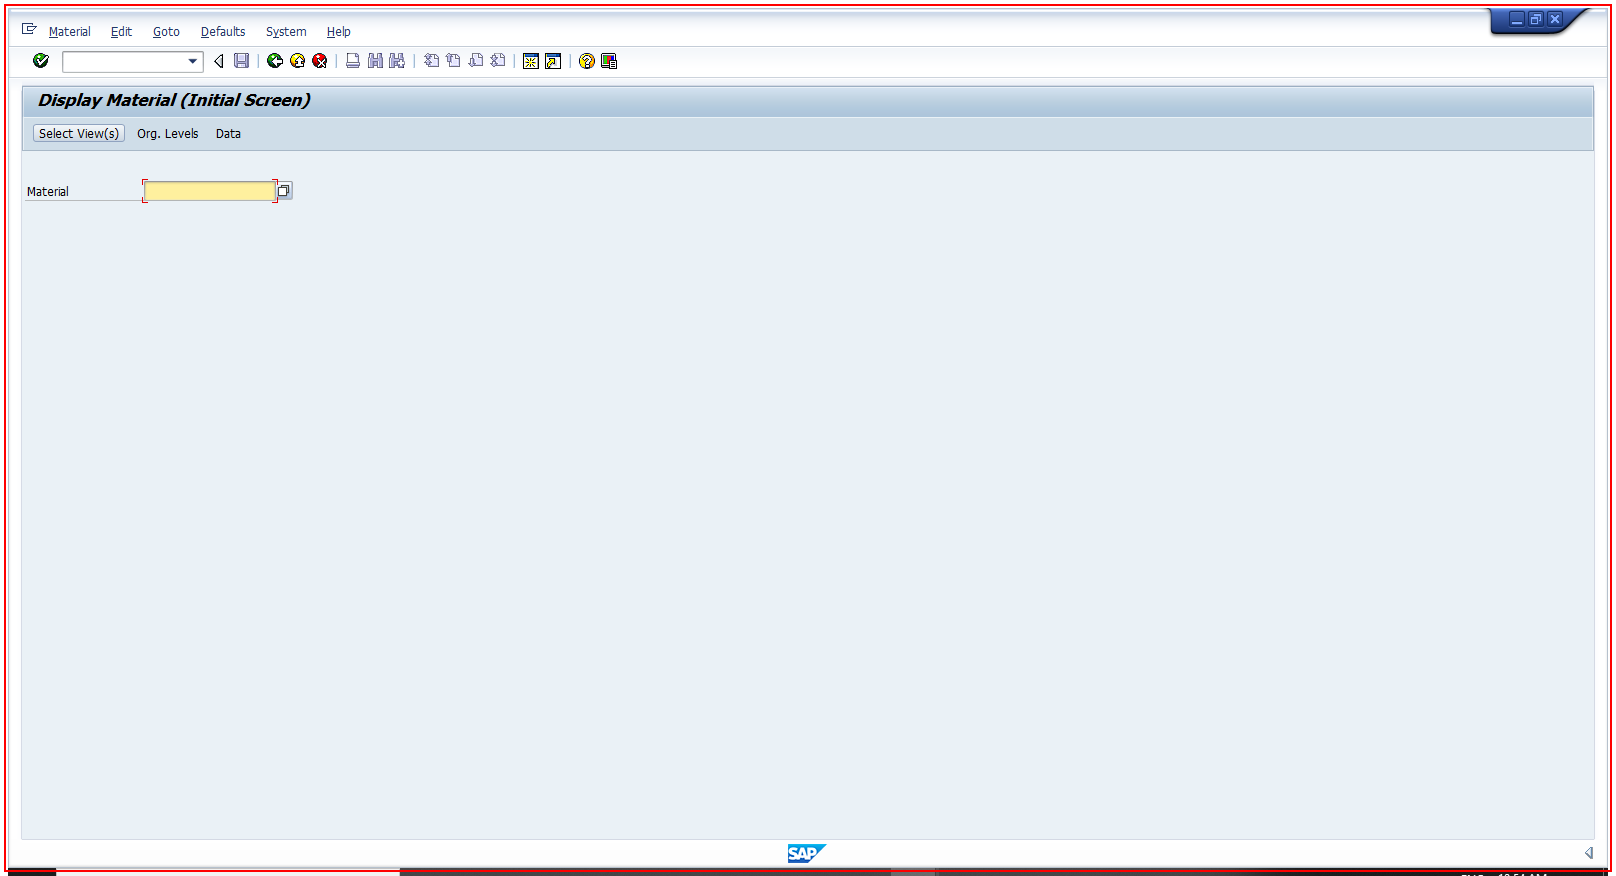 Material Edit Goto Defaults System Help
Display Material (Initial Screen)
Select View(s) Org. Levels Data
Material
SAP